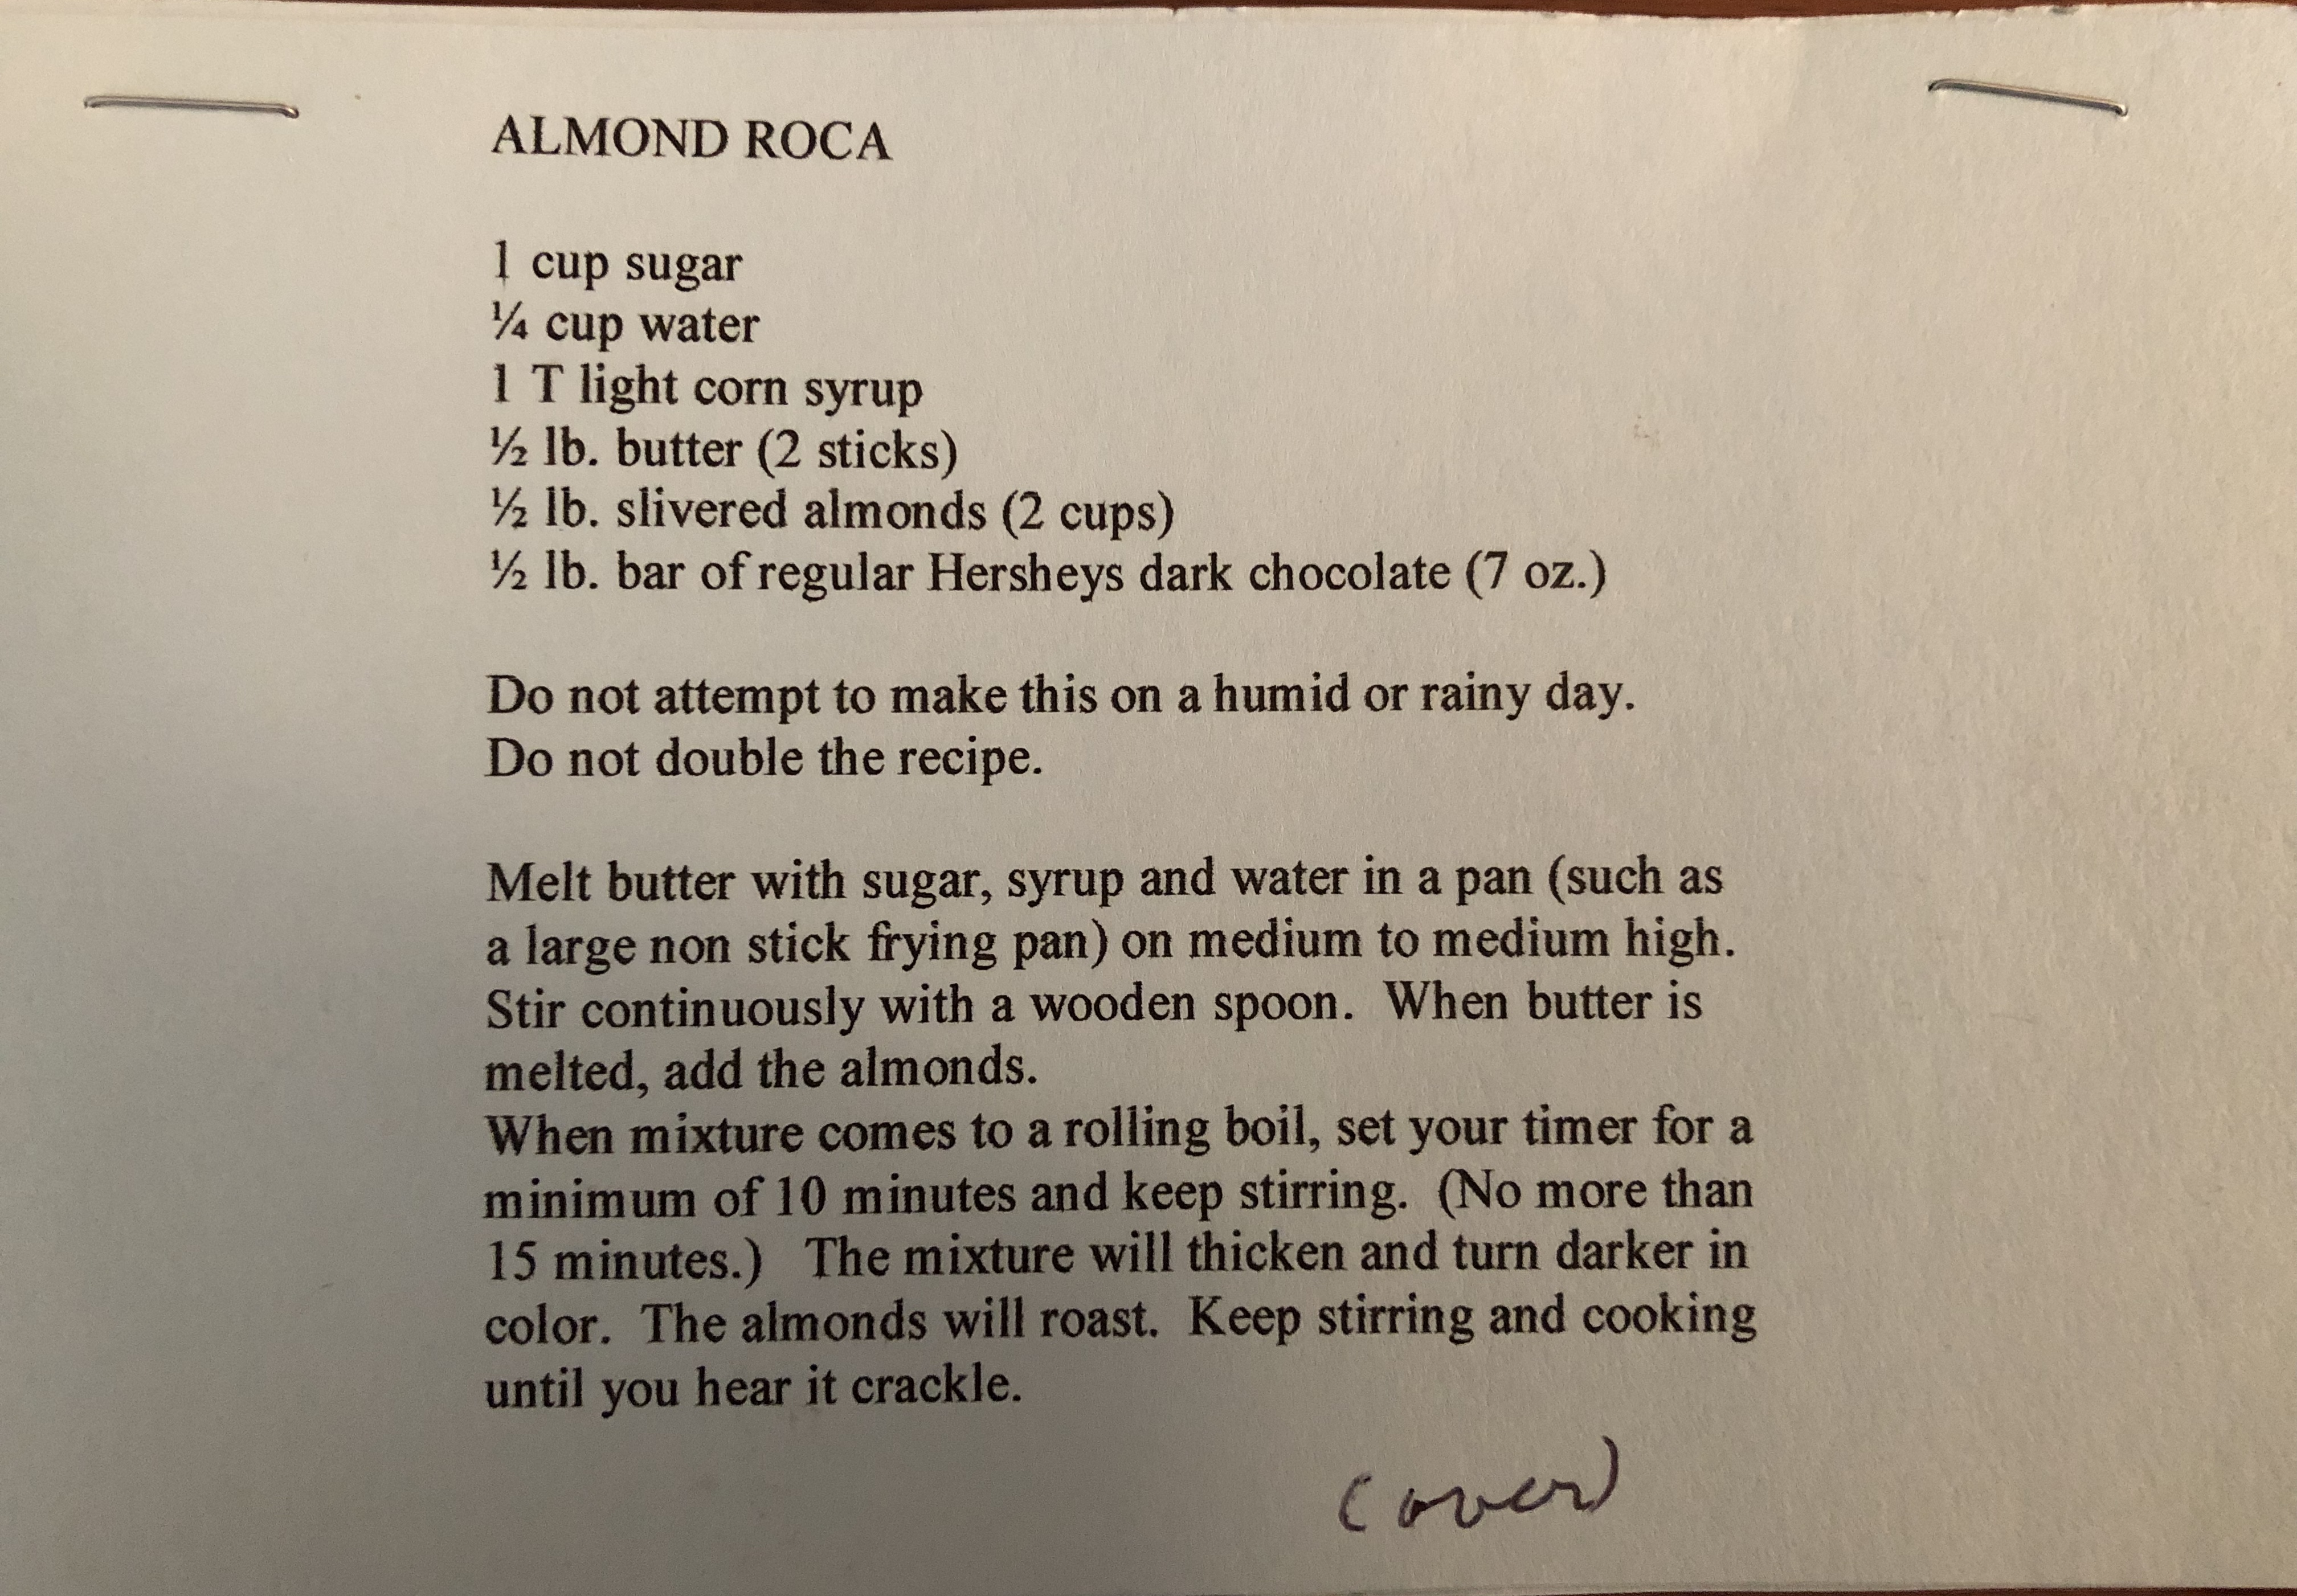 ALMOND ROCA
1 cup sugar
¼ cup water
1 T light corn syrup
½ lb. butter (2 sticks)
½ lb. slivered almonds (2 cups)
½ lb. bar of regular Hersheys dark chocolate (7 oz.)
Do not attempt to make this on a humid or rainy day.
Do not double the recipe.
Melt butter with sugar, syrup and water in a pan (such as
a large non stick frying pan) on medium to medium high.
Stir continuously with a wooden spoon.  When butter is
melted, add the almonds.
When mixture comes to a rolling boil, set your timer for a
minimum of 10 minutes and keep stirring.  (No more than
15 minutes.)  The mixture will thicken and turn darker in
color.  The almonds will roast.  Keep stirring and cooking
until you hear it crackle.
(over)